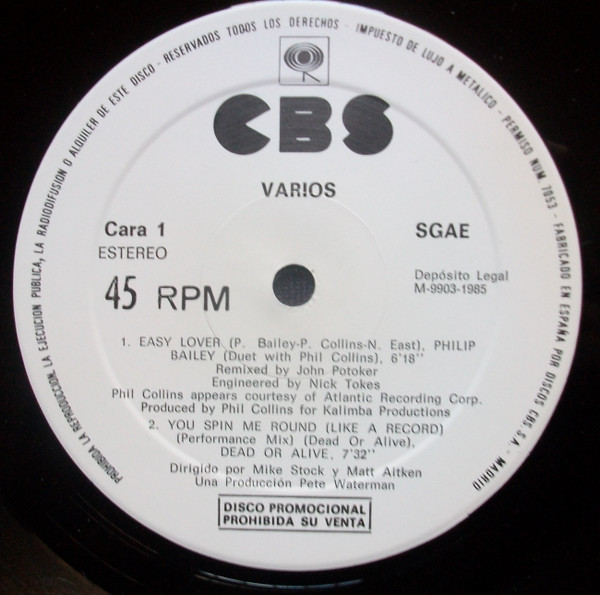 PROHIBIDA LA REPRODUCCION, LA EJECUCION PUBLICA, LA RADIODIFUSION O ALQUILER DE ESTE DISCO - RESERVADOS TODOS LOS DERECHOS - IMPUESTO DE LUJO A METALICO - PERMISO NUM. 7053 - FABRICADO EN ESPAÑA POR DISCOS CBS, S.A. - MADRID
CBS
VARIOS
Cara 1
SGAE
ESTEREO
Depósito Legal
M-9903-1985
45 RPM
1. EASY LOVER (P. Bailey-P. Collins-N. East), PHILIP
BAILEY (Duet with Phil Collins), 6'18''
Remixed by John Potoker
Engineered by Nick Tokes
Phil Collins appears courtesy of Atlantic Recording Corp.
Produced by Phil Collins for Kalimba Productions
2. YOU SPIN ME ROUND (LIKE A RECORD)
(Performance Mix) (Dead Or Alive),
DEAD OR ALIVE, 7'32''
Dirigido por Mike Stock y Matt Aitken
Una Producción Pete Waterman
DISCO PROMOCIONAL
PROHIBIDA SU VENTA